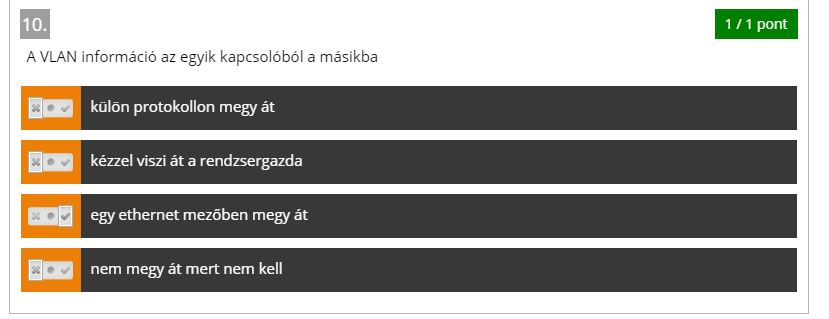 10.
1 / 1 pont
A VLAN információ az egyik kapcsolóból a másikba
külön protokollon megy át
kézzel viszi át a rendzsergazda
egy ethernet mezőben megy át
nem megy át mert nem kell